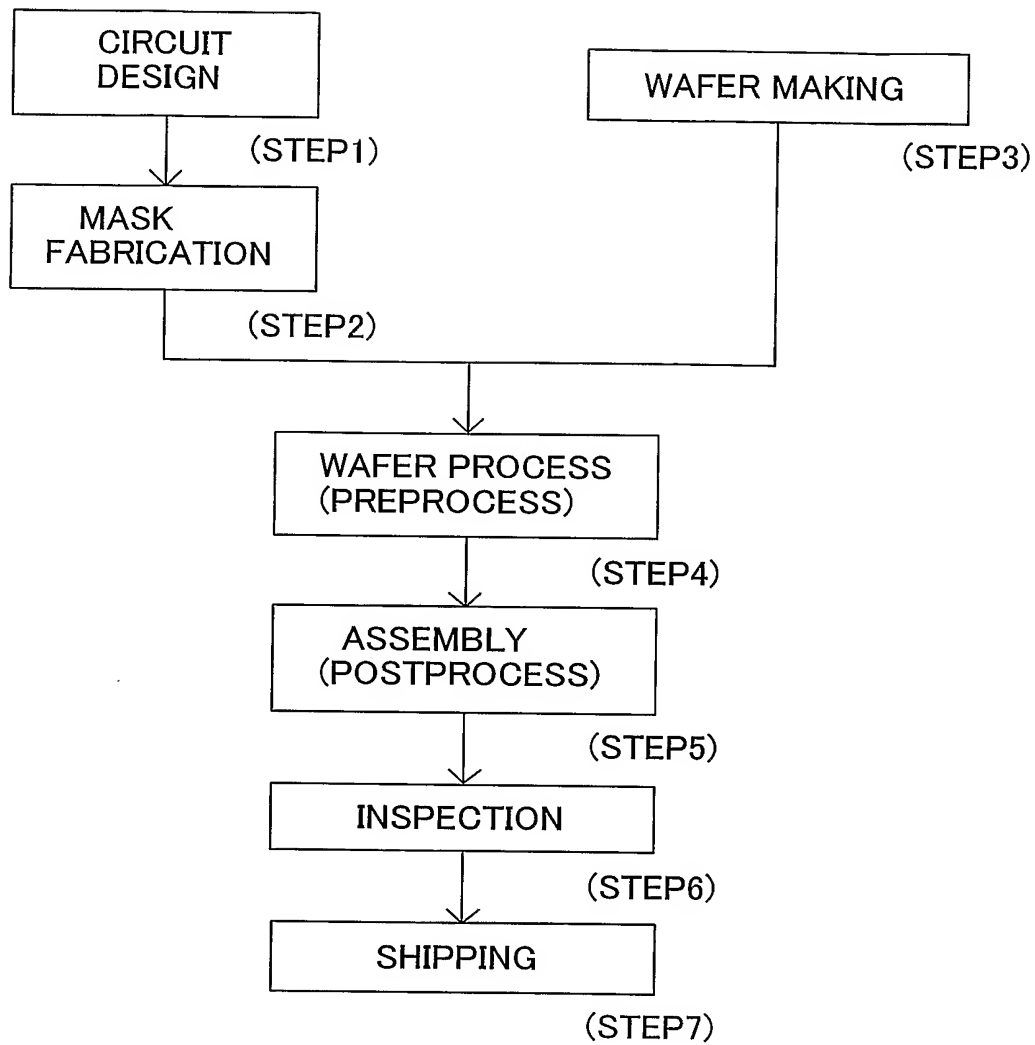 CIRCUIT
DESIGN
(STEP1)
WAFER MAKING
(STEP3)
MASK
FABRICATION
(STEP2)
WAFER PROCESS
(PREPROCESS)
(STEP4)
ASSEMBLY
(POSTPROCESS)
(STEP5)
INSPECTION
(STEP6)
SHIPPING
(STEP7)